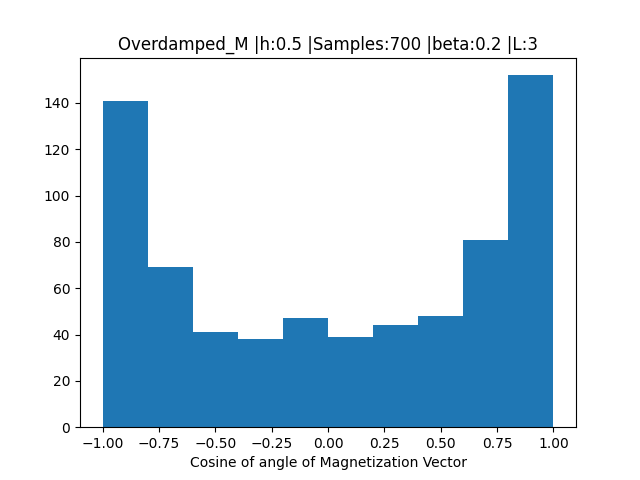 Overdamped_M |h:0.5 |Samples:700 |beta:0.2 |L:3
140
120
100
80
60
40
20
0
−1.00 −0.75 −0.50 −0.25 0.00 0.25 0.50 0.75 1.00
Cosine of angle of Magnetization Vector